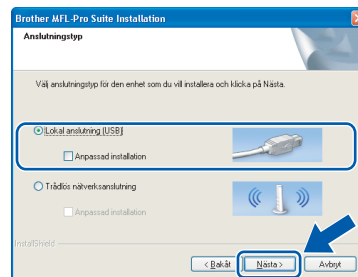 Brother MFL-Pro Suite Installation
Anslutningstyp
Välj anslutningstyp för den enhet som du vill installera och klicka på Nästa.
Lokal anslutning (USB)
Anpassad installation
Trådlös nätverksanslutning
Anpassad installation
InstallShield
< Bakåt Nästa > Avbryt